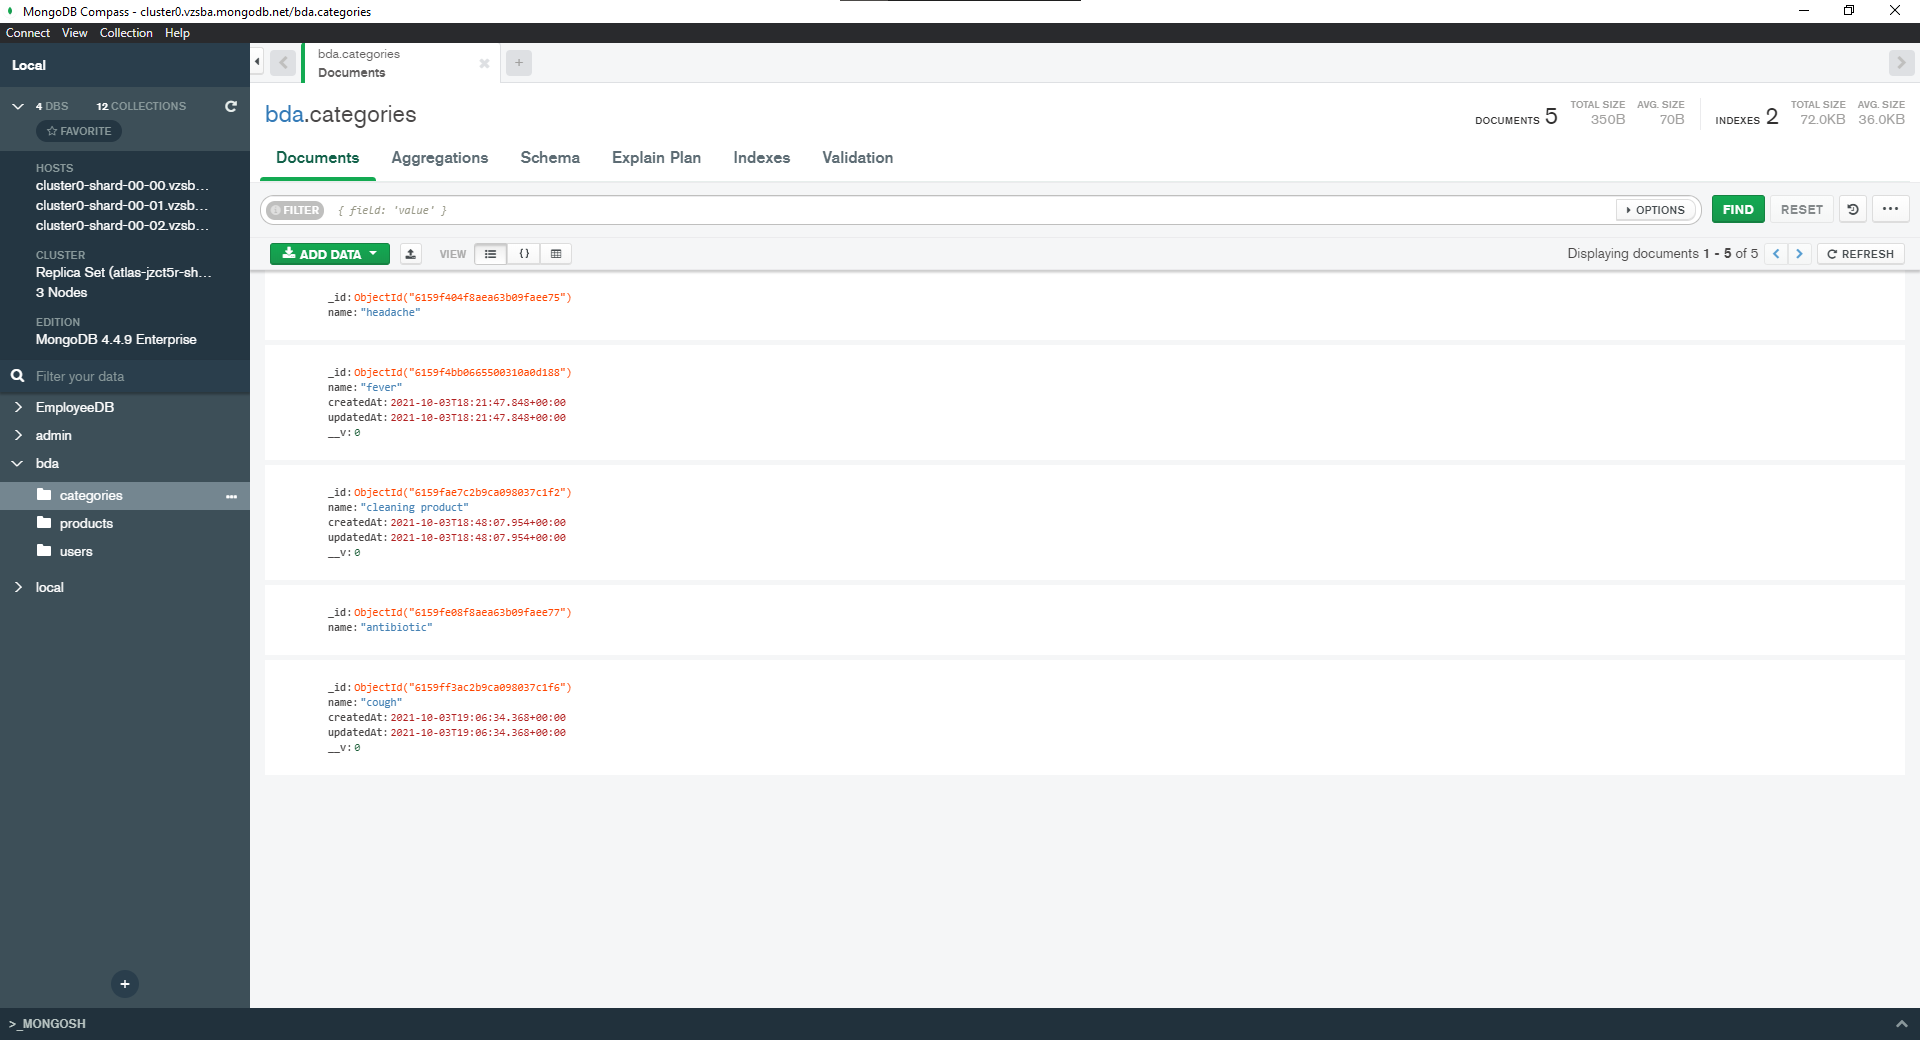 MongoDB Compass - cluster0.vzsba.mongodb.net/bda.categories
Connect View Collection Help
Local
4 DBS 12 COLLECTIONS
FAVORITE
HOSTS
cluster0-shard-00-00.vzsb...
cluster0-shard-00-01.vzsb...
cluster0-shard-00-02.vzsb...
CLUSTER
Replica Set (atlas-jzct5r-sh...
3 Nodes
EDITION
MongoDB 4.4.9 Enterprise
Filter your data
EmployeeDB
admin
bda
categories
products
users
local
bda.categories
Documents
bda.categories
DOCUMENTS 5 TOTAL SIZE 350B AVG. SIZE 70B INDEXES 2 TOTAL SIZE 72.0KB AVG. SIZE 36.0KB
Documents Aggregations Schema Explain Plan Indexes Validation
FILTER { field: 'value' } OPTIONS FIND RESET
ADD DATA VIEW {} Displaying documents 1 - 5 of 5 REFRESH
_id: ObjectId("6159f404f8aea63b09faee75")
name: "headache"
_id: ObjectId("6159f4bb0665500310a0d188")
name: "fever"
createdAt: 2021-10-03T18:21:47.848+00:00
updatedAt: 2021-10-03T18:21:47.848+00:00
__v: 0
_id: ObjectId("6159fae7c2b9ca098037c1f2")
name: "cleaning product"
createdAt: 2021-10-03T18:48:07.954+00:00
updatedAt: 2021-10-03T18:48:07.954+00:00
__v: 0
_id: ObjectId("6159fe08f8aea63b09faee77")
name: "antibiotic"
_id: ObjectId("6159ff3ac2b9ca098037c1f6")
name: "cough"
createdAt: 2021-10-03T19:06:34.368+00:00
updatedAt: 2021-10-03T19:06:34.368+00:00
__v: 0
>_MONGOSH